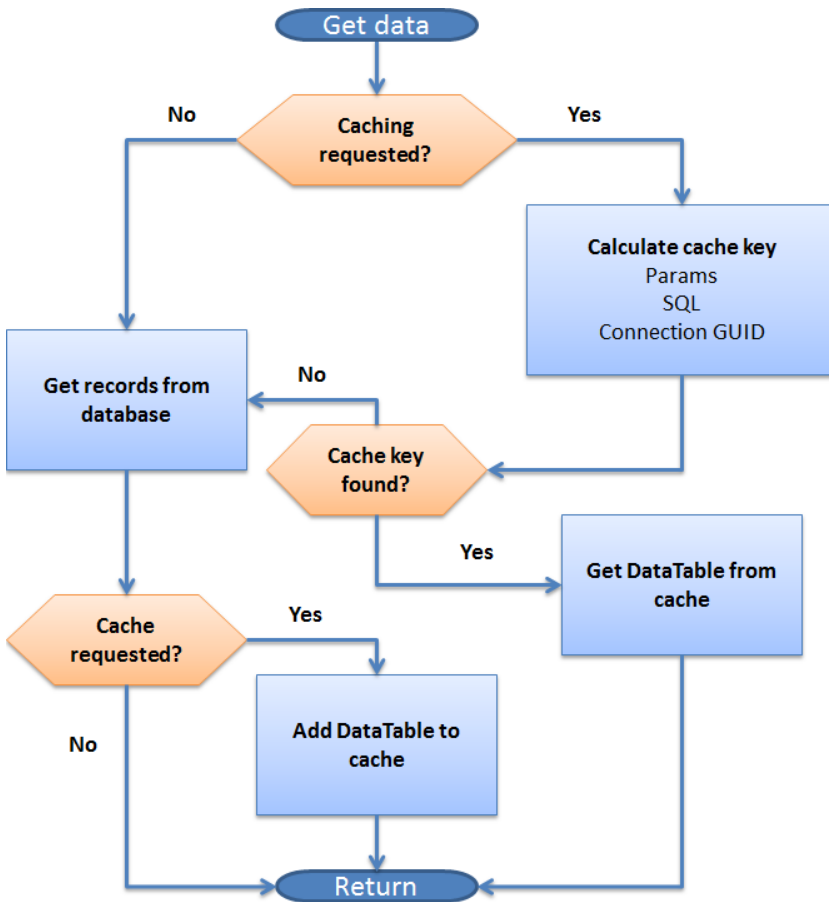 Get data
No
Yes
Caching
requested?
Calculate cache key
Params
SQL
Connection GUID
Get records from
database
No
Cache key
found?
Yes
Get DataTable from
cache
Cache
requested?
Yes
No
Add DataTable to
cache
Return